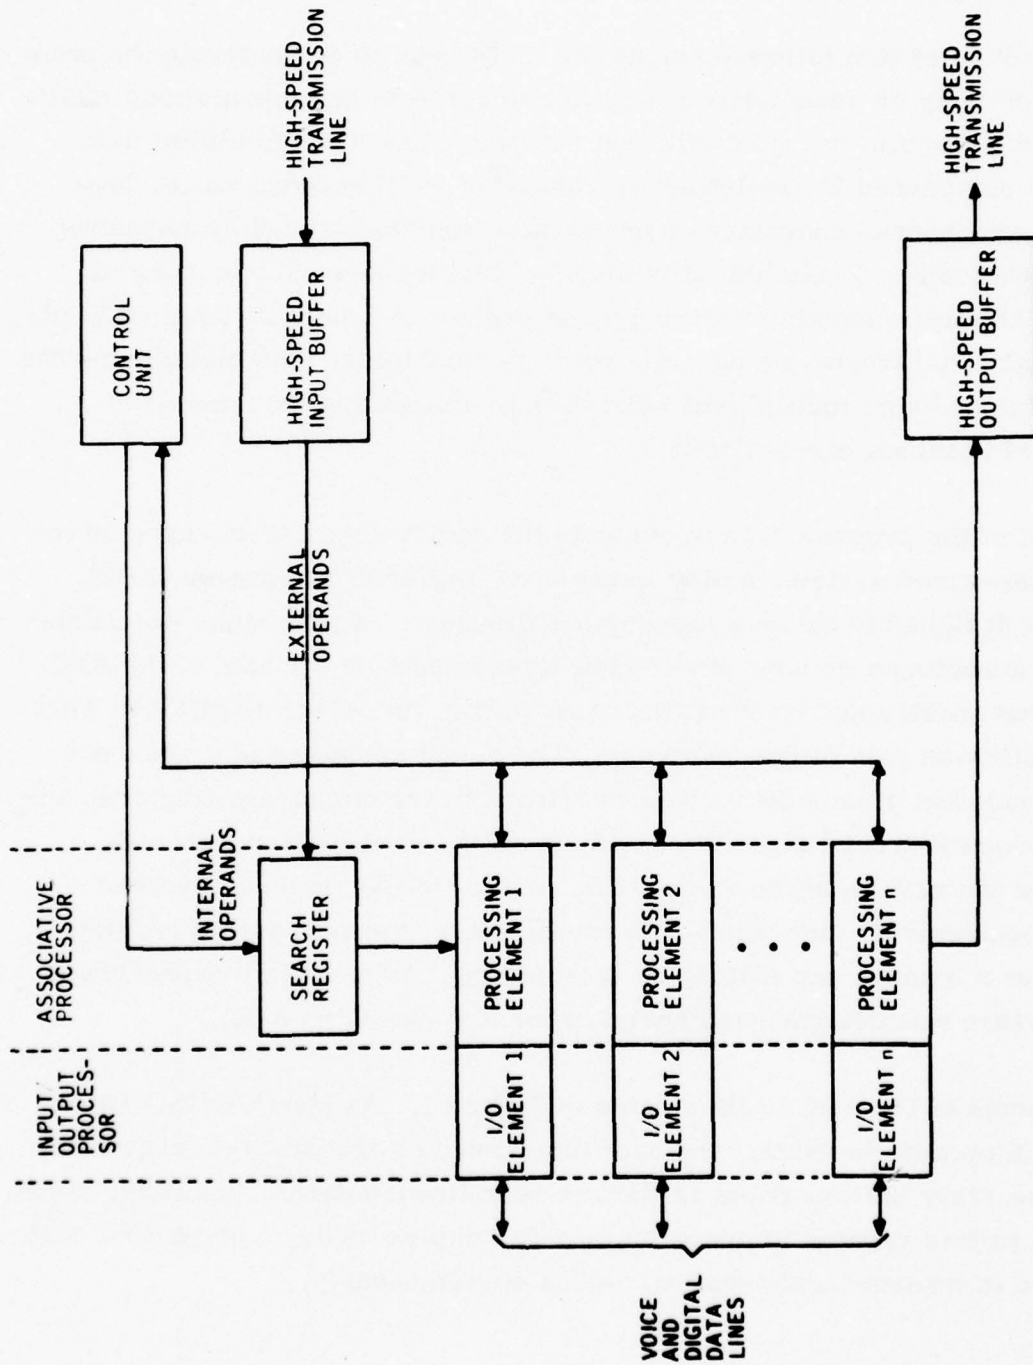 INPUT/
OUTPUT
PROCES-
SOR
ASSOCIATIVE
PROCESSOR
CONTROL
UNIT
INTERNAL
OPERANDS
SEARCH
REGISTER
EXTERNAL
OPERANDS
HIGH-SPEED
INPUT BUFFER
HIGH-SPEED
TRANSMISSION
LINE
VOICE
AND
DIGITAL
DATA
LINES
I/O
ELEMENT 1
PROCESSING
ELEMENT 1
I/O
ELEMENT 2
PROCESSING
ELEMENT 2
I/O
ELEMENT n
PROCESSING
ELEMENT n
HIGH-SPEED
OUTPUT BUFFER
HIGH-SPEED
TRANSMISSION
LINE